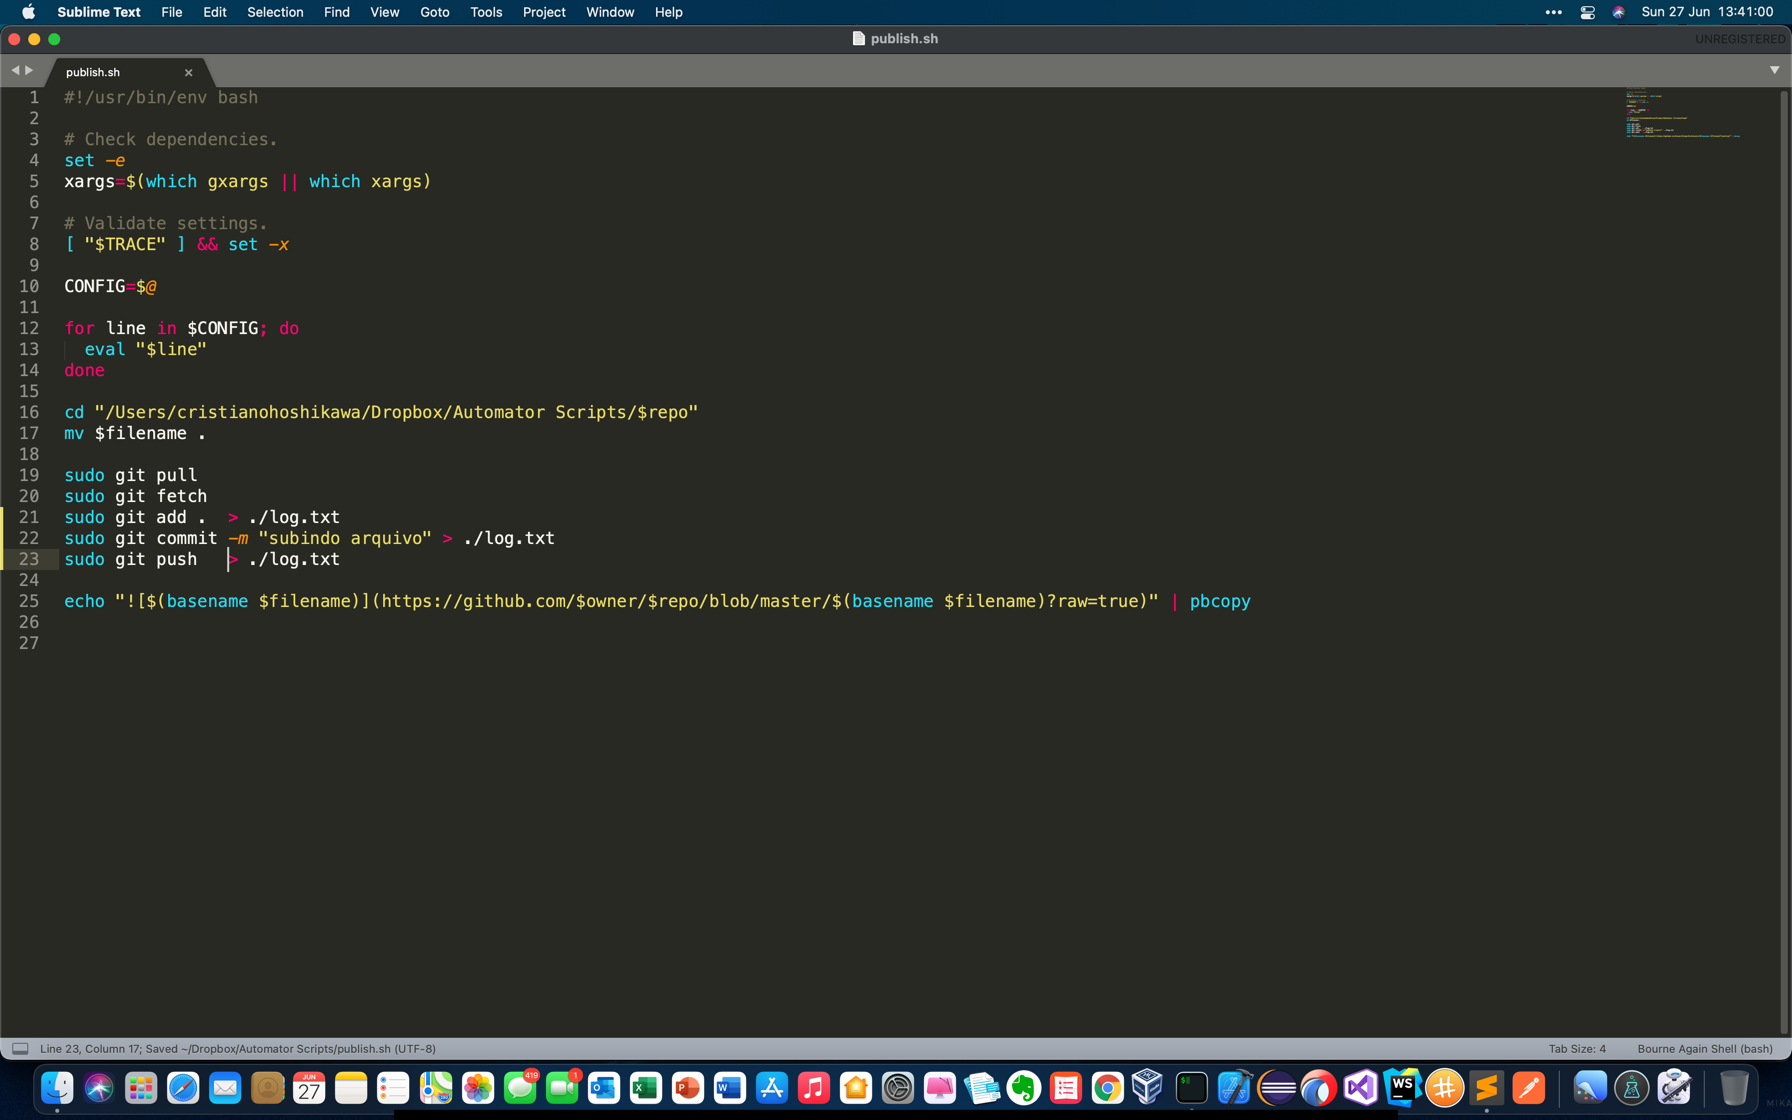 Sublime Text File Edit Selection Find View Goto Tools Project Window Help Sun 27 Jun 13:41:00
publish.sh UNREGISTERED
publish.sh
1 #!/usr/bin/env bash
2
3 # Check dependencies.
4 set -e
5 xargs=$(which gxargs || which xargs)
6
7 # Validate settings.
8 [ "$TRACE" ] && set -x
9
10 CONFIG=$@
11
12 for line in $CONFIG; do
13   eval "$line"
14 done
15
16 cd "/Users/cristianohoshikawa/Dropbox/Automator Scripts/$repo"
17 mv $filename .
18
19 sudo git pull
20 sudo git fetch
21 sudo git add .  > ./log.txt
22 sudo git commit -m "subindo arquivo" > ./log.txt
23 sudo git push   > ./log.txt
24
25 echo "![$(basename $filename)](https://github.com/$owner/$repo/blob/master/$(basename $filename)?raw=true)" | pbcopy
26
27
Line 23, Column 17; Saved ~/Dropbox/Automator Scripts/publish.sh (UTF-8) Tab Size: 4 Bourne Again Shell (bash)
JUN 419 1
27 X P W $ WS